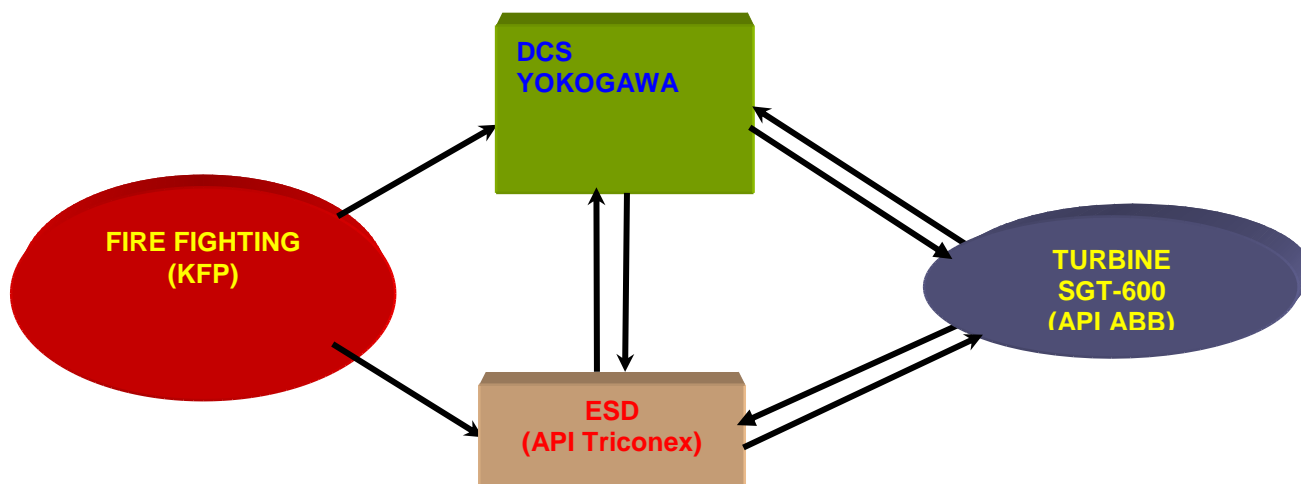 DCS
YOKOGAWA
FIRE FIGHTING
(KFP)
TURBINE
SGT-600
(API ABB)
ESD
(API Triconex)